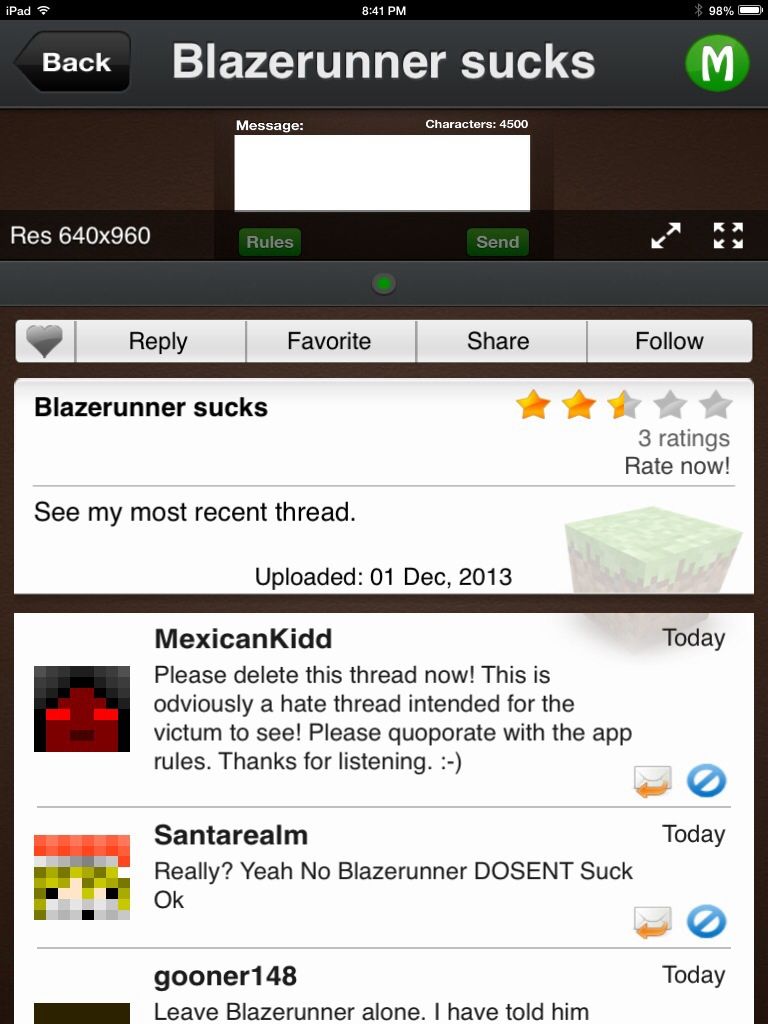 iPad 8:41 PM 98%
Back Blazerunner sucks M
Message: Characters: 4500
Res 640x960 Rules Send
Reply Favorite Share Follow
Blazerunner sucks
3 ratings
Rate now!
See my most recent thread.
Uploaded: 01 Dec, 2013
MexicanKidd Today
Please delete this thread now! This is
odviously a hate thread intended for the
victum to see! Please quoporate with the app
rules. Thanks for listening. :-)
Santarealm Today
Really? Yeah No Blazerunner DOSENT Suck
Ok
gooner148 Today
Leave Blazerunner alone. I have told him